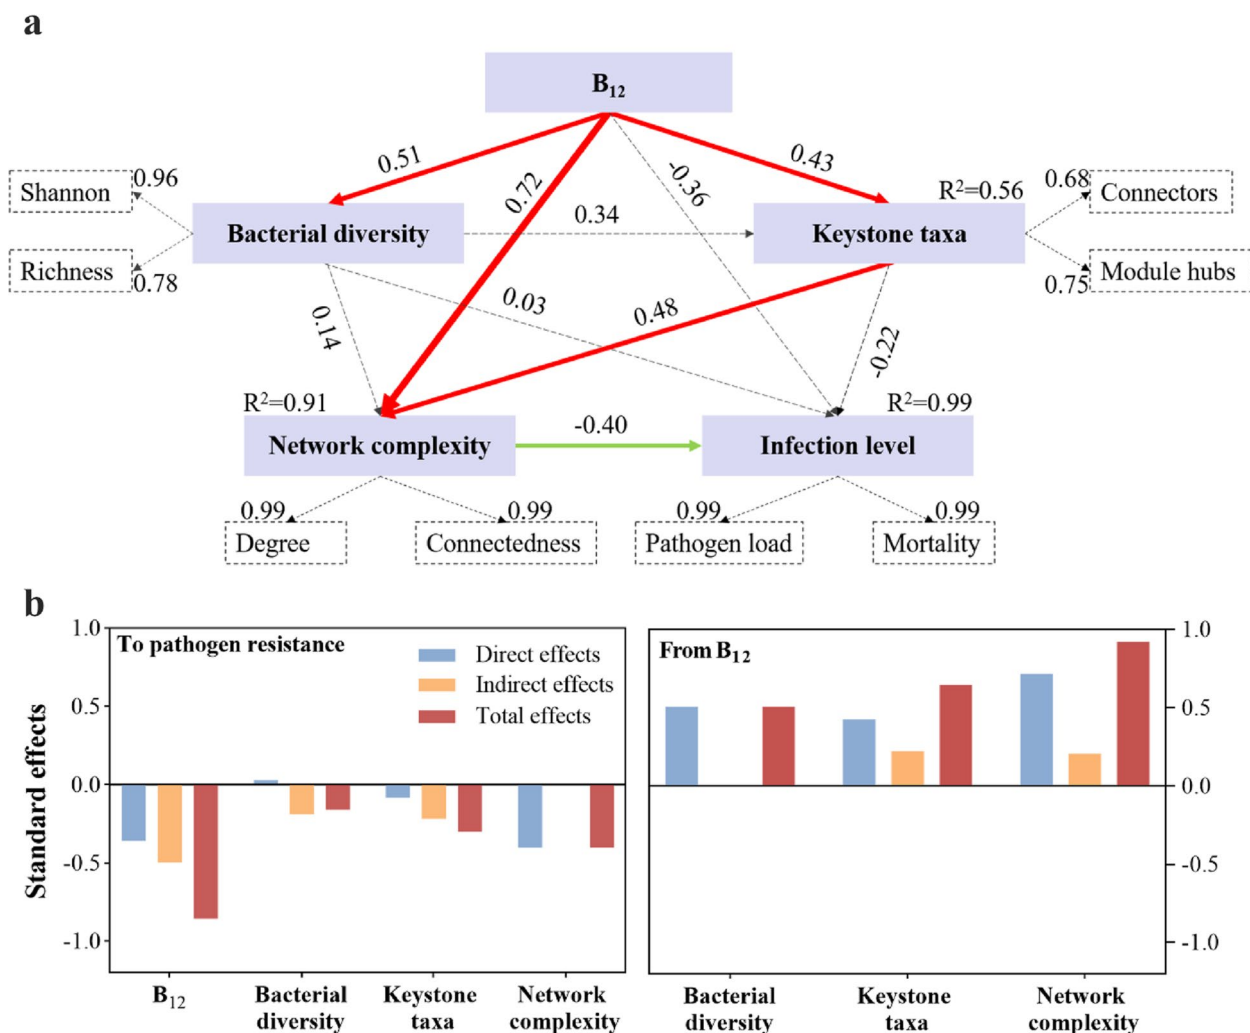 a
B₁₂
0.51
0.72
-0.36
0.43
Shannon
0.96
Richness
0.78
Bacterial diversity
0.34
R²=0.56
Keystone taxa
0.68
Connectors
0.75
Module hubs
0.14
0.03
0.48
-0.22
R²=0.91
Network complexity
-0.40
R²=0.99
Infection level
0.99
Degree
0.99
Connectedness
0.99
Pathogen load
0.99
Mortality
b
Standard effects
1.0
0.5
0.0
-0.5
-1.0
To pathogen resistance
Direct effects
Indirect effects
Total effects
B₁₂
Bacterial
diversity
Keystone
taxa
Network
complexity
From B₁₂
1.0
0.5
0.0
-0.5
-1.0
Bacterial
diversity
Keystone
taxa
Network
complexity